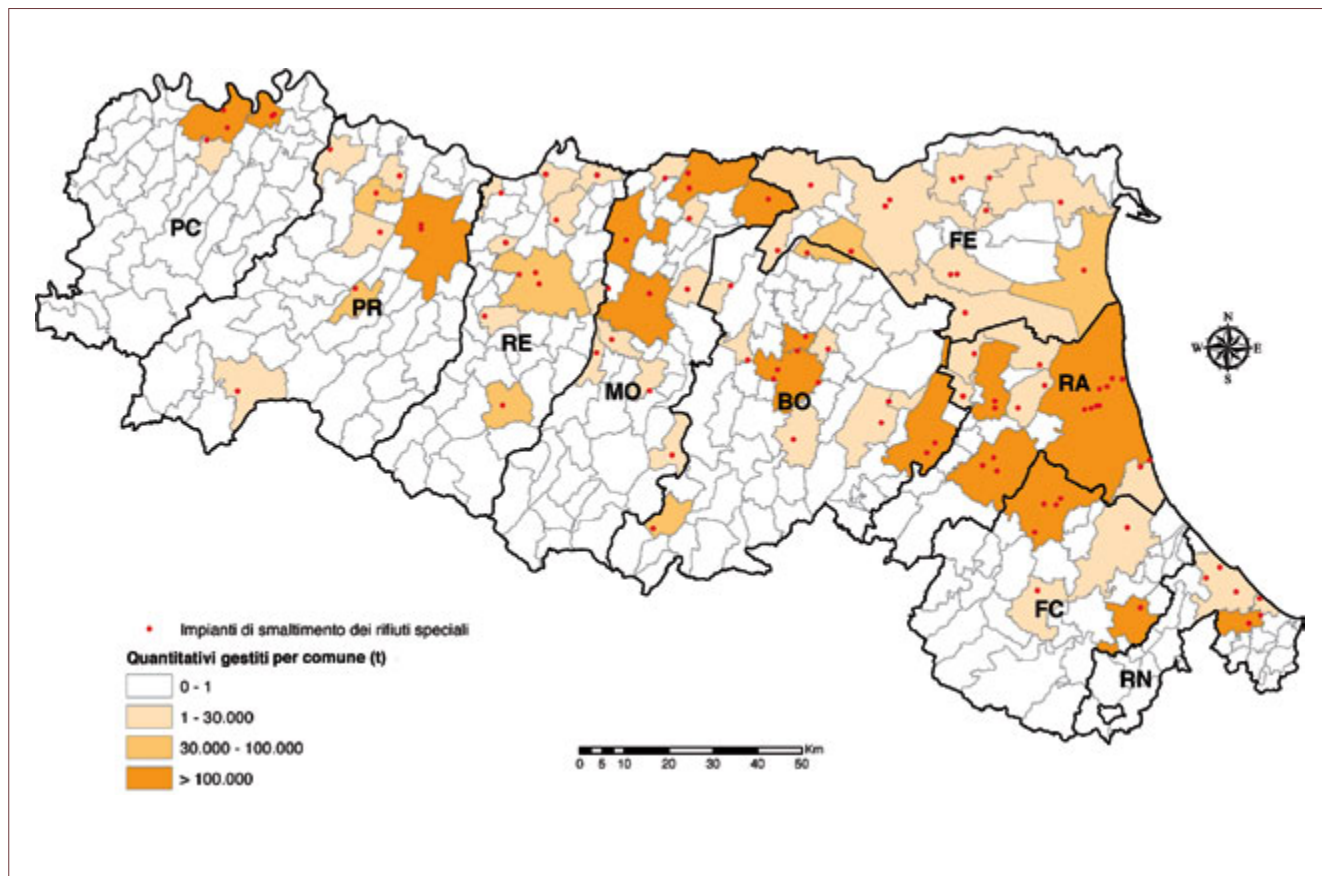 PC
PR
RE
MO
BO
FE
RA
FC
RN
N
W E
S
Impianti di smaltimento dei rifiuti speciali
Quantitativi gestiti per comune (t)
0 - 1
1 - 30.000
30.000 - 100.000
> 100.000
Km
0 5 10 20 30 40 50